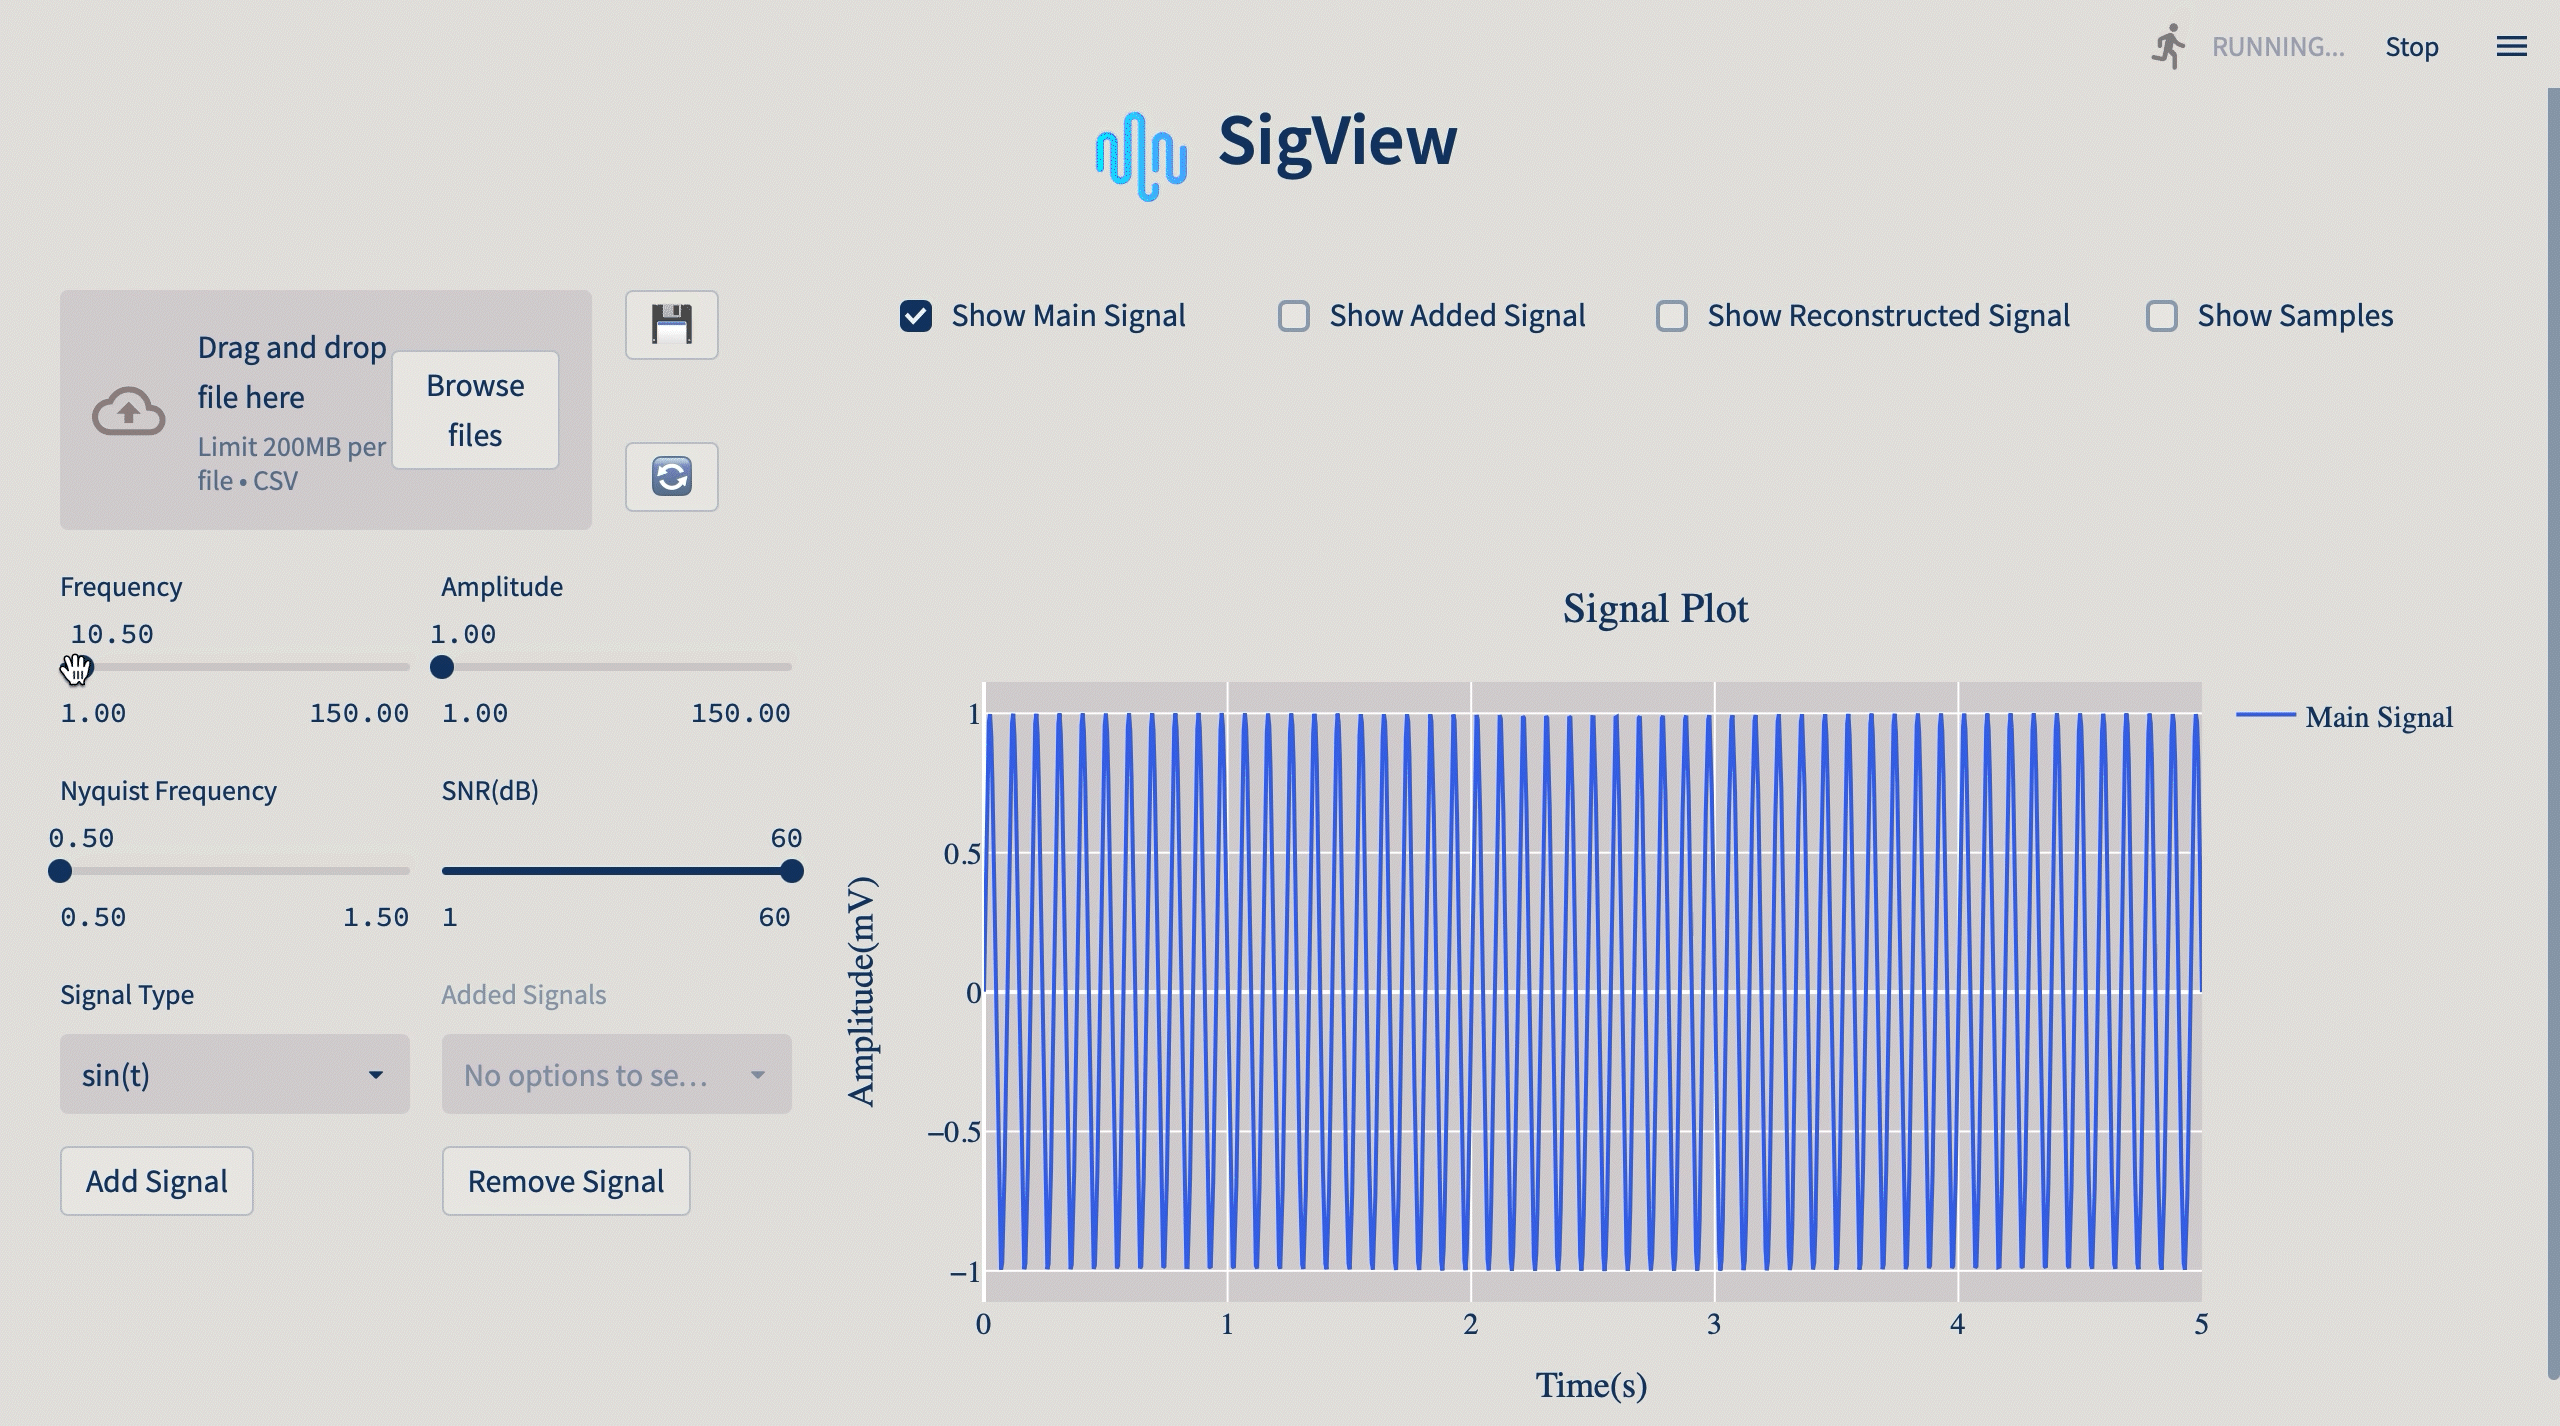 RUNNING...
Stop
SigView
Drag and drop
file here
Limit 200MB per
file • CSV
Browse
files
Show Main Signal
Show Added Signal
Show Reconstructed Signal
Show Samples
Frequency
10.50
1.00
150.00
Amplitude
1.00
1.00
150.00
Nyquist Frequency
0.50
0.50
1.50
SNR(dB)
60
1
60
Signal Type
sin(t)
Added Signals
No options to se...
Add Signal
Remove Signal
Signal Plot
Main Signal
Amplitude(mV)
1
0.5
0
−0.5
−1
0
1
2
3
4
5
Time(s)